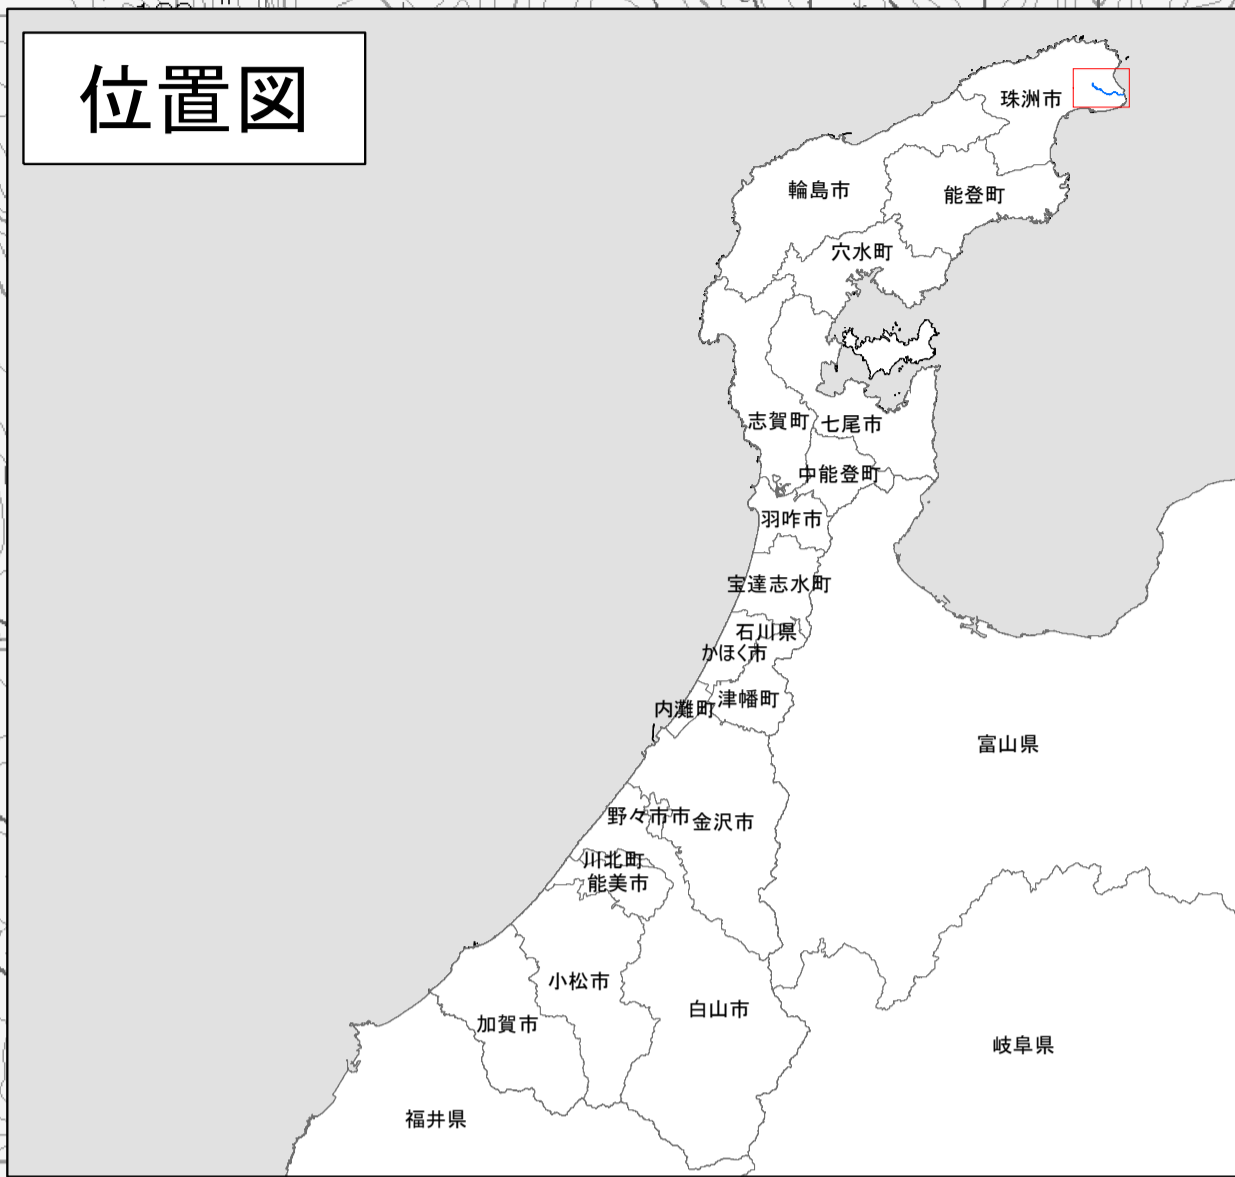 位置図
珠洲市
輪島市
能登町
穴水町
志賀町
七尾市
中能登町
羽咋市
宝達志水町
石川県
かほく市
津幡町
内灘町
富山県
野々市市
金沢市
川北町
能美市
小松市
白山市
加賀市
岐阜県
福井県